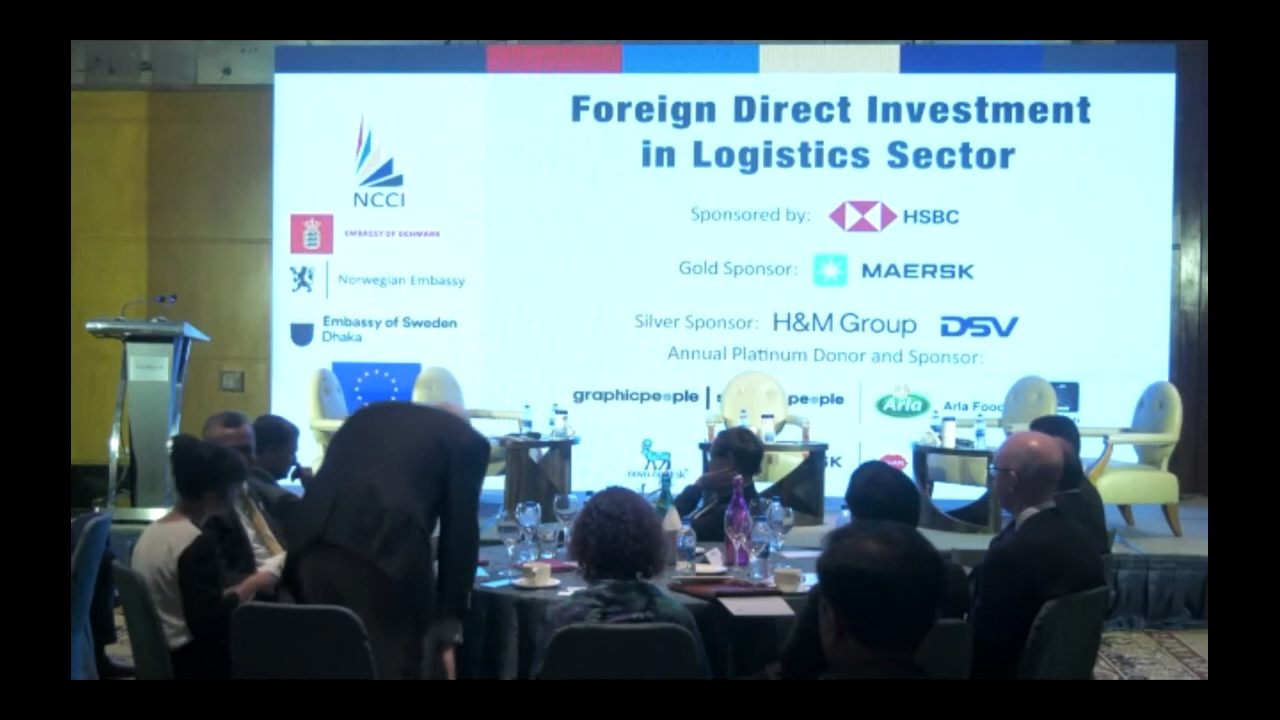 Foreign Direct Investment
in Logistics Sector
NCCI
EMBASSY OF DENMARK
Norwegian Embassy
Embassy of Sweden
Dhaka
Sponsored by: HSBC
Gold Sponsor: MAERSK
Silver Sponsor: H&M Group DSV
Annual Platinum Donor and Sponsor:
graphicpeople
Arla
Arla